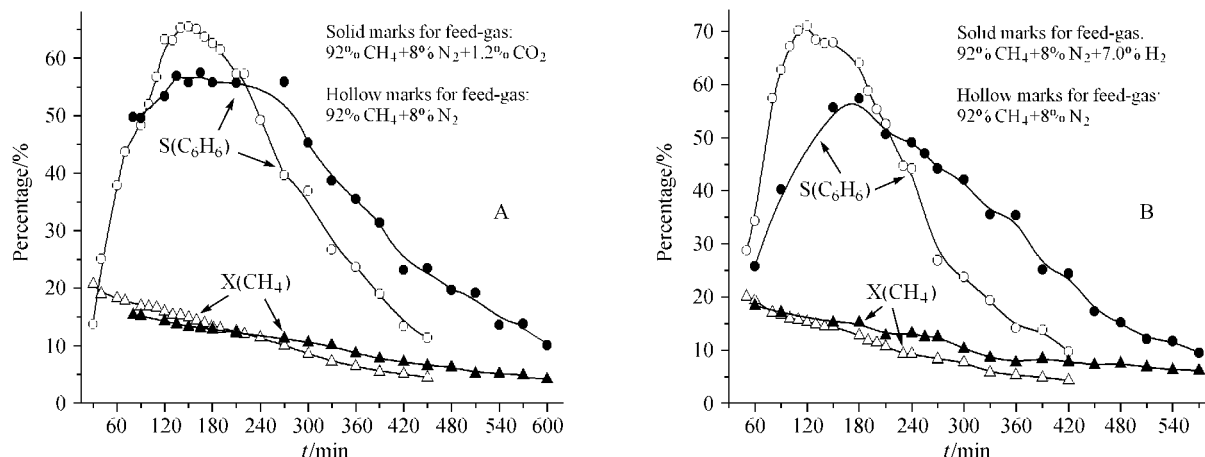 Solid marks for feed-gas:
92% CH₄+8% N₂+1.2% CO₂
Hollow marks for feed-gas:
92% CH₄+8% N₂
S(C₆H₆)
A
X(CH₄)
Percentage/%
60
50
40
30
20
10
0
60 120 180 240 300 360 420 480 540 600
t/min
Solid marks for feed-gas.
92% CH₄+8% N₂+7.0% H₂
Hollow marks for feed-gas:
92% CH₄+8% N₂
S(C₆H₆)
B
X(CH₄)
Percentage/%
70
60
50
40
30
20
10
0
60 120 180 240 300 360 420 480 540
t/min